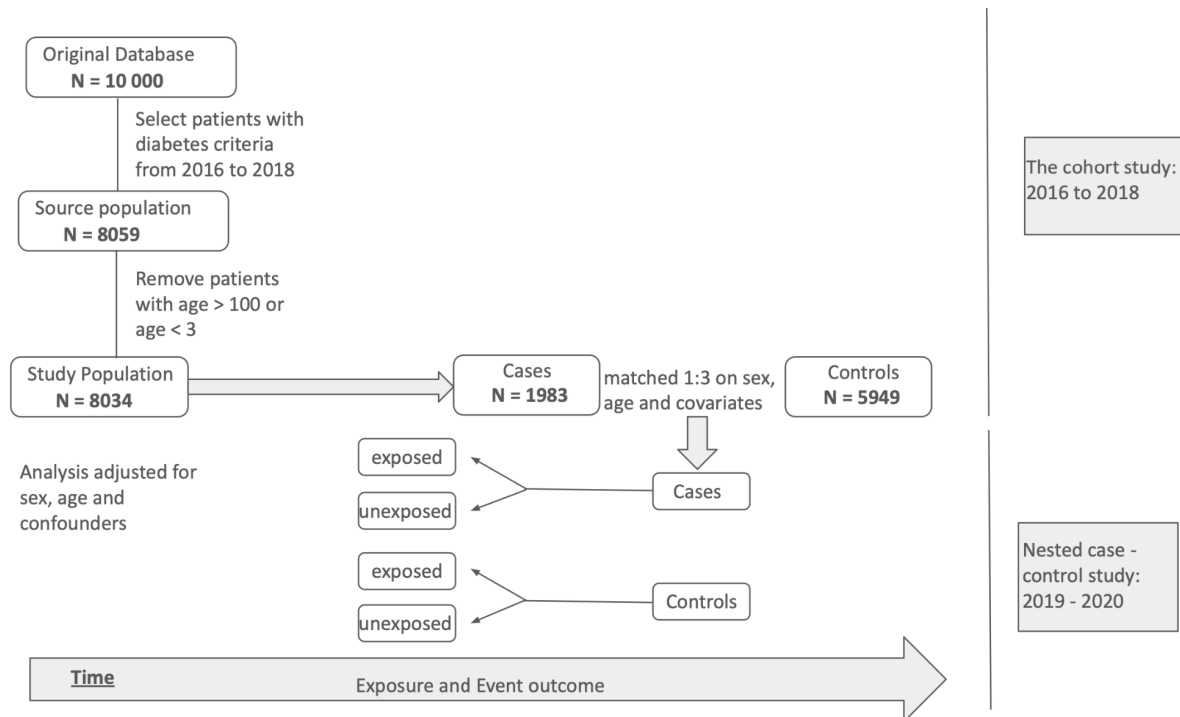 Original Database
N = 10 000
Select patients with
diabetes criteria
from 2016 to 2018
Source population
N = 8059
Remove patients
with age > 100 or
age < 3
Study Population
N = 8034
Cases
N = 1983
matched 1:3 on sex,
age and covariates
Controls
N = 5949
The cohort study:
2016 to 2018
Analysis adjusted for
sex, age and
confounders
exposed
unexposed
Cases
exposed
unexposed
Controls
Nested case -
control study:
2019 - 2020
Time
Exposure and Event outcome